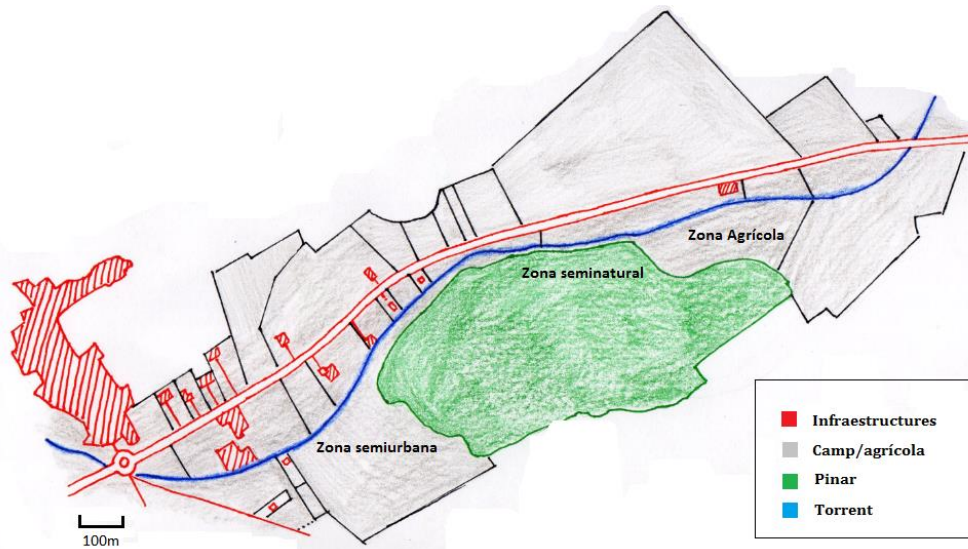 Zona Agrícola
Zona seminatural
Zona semiurbana
Infraestructures
Camp/agrícola
Pinar
Torrent
100m